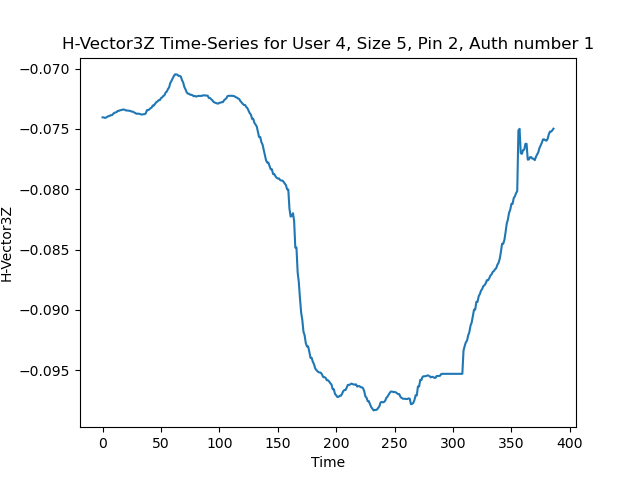 H-Vector3Z Time-Series for User 4, Size 5, Pin 2, Auth number 1
−0.070
−0.075
−0.080
−0.085
−0.090
−0.095
H-Vector3Z
0 50 100 150 200 250 300 350 400
Time